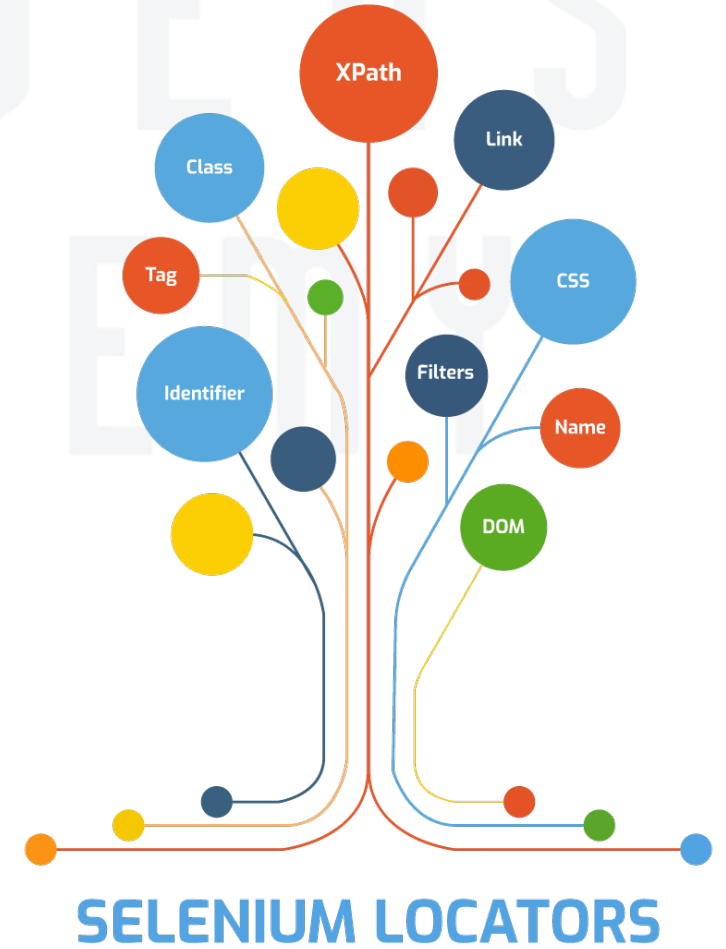 XPath
Link
Class
Tag
CSS
Filters
Identifier
Name
DOM
SELENIUM LOCATORS